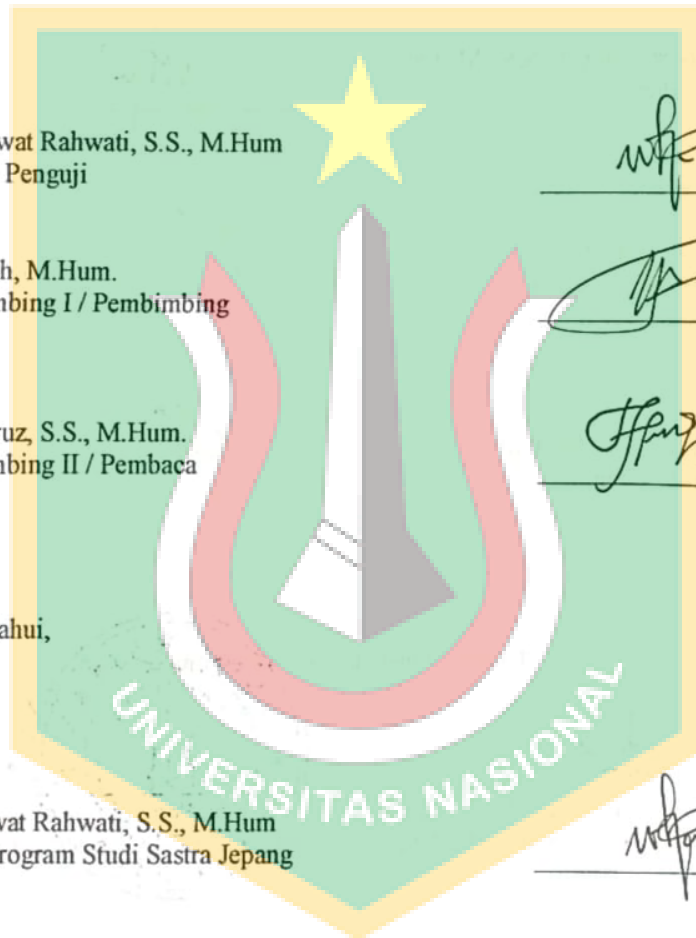 wat Rahwati, S.S., M.Hum
Penguji
h, M.Hum.
nbing I / Pembimbing
uz, S.S., M.Hum.
nbing II / Pembaca
ahui,
UNIVERSITAS NASIONAL
wat Rahwati, S.S., M.Hum
rogram Studi Sastra Jepang